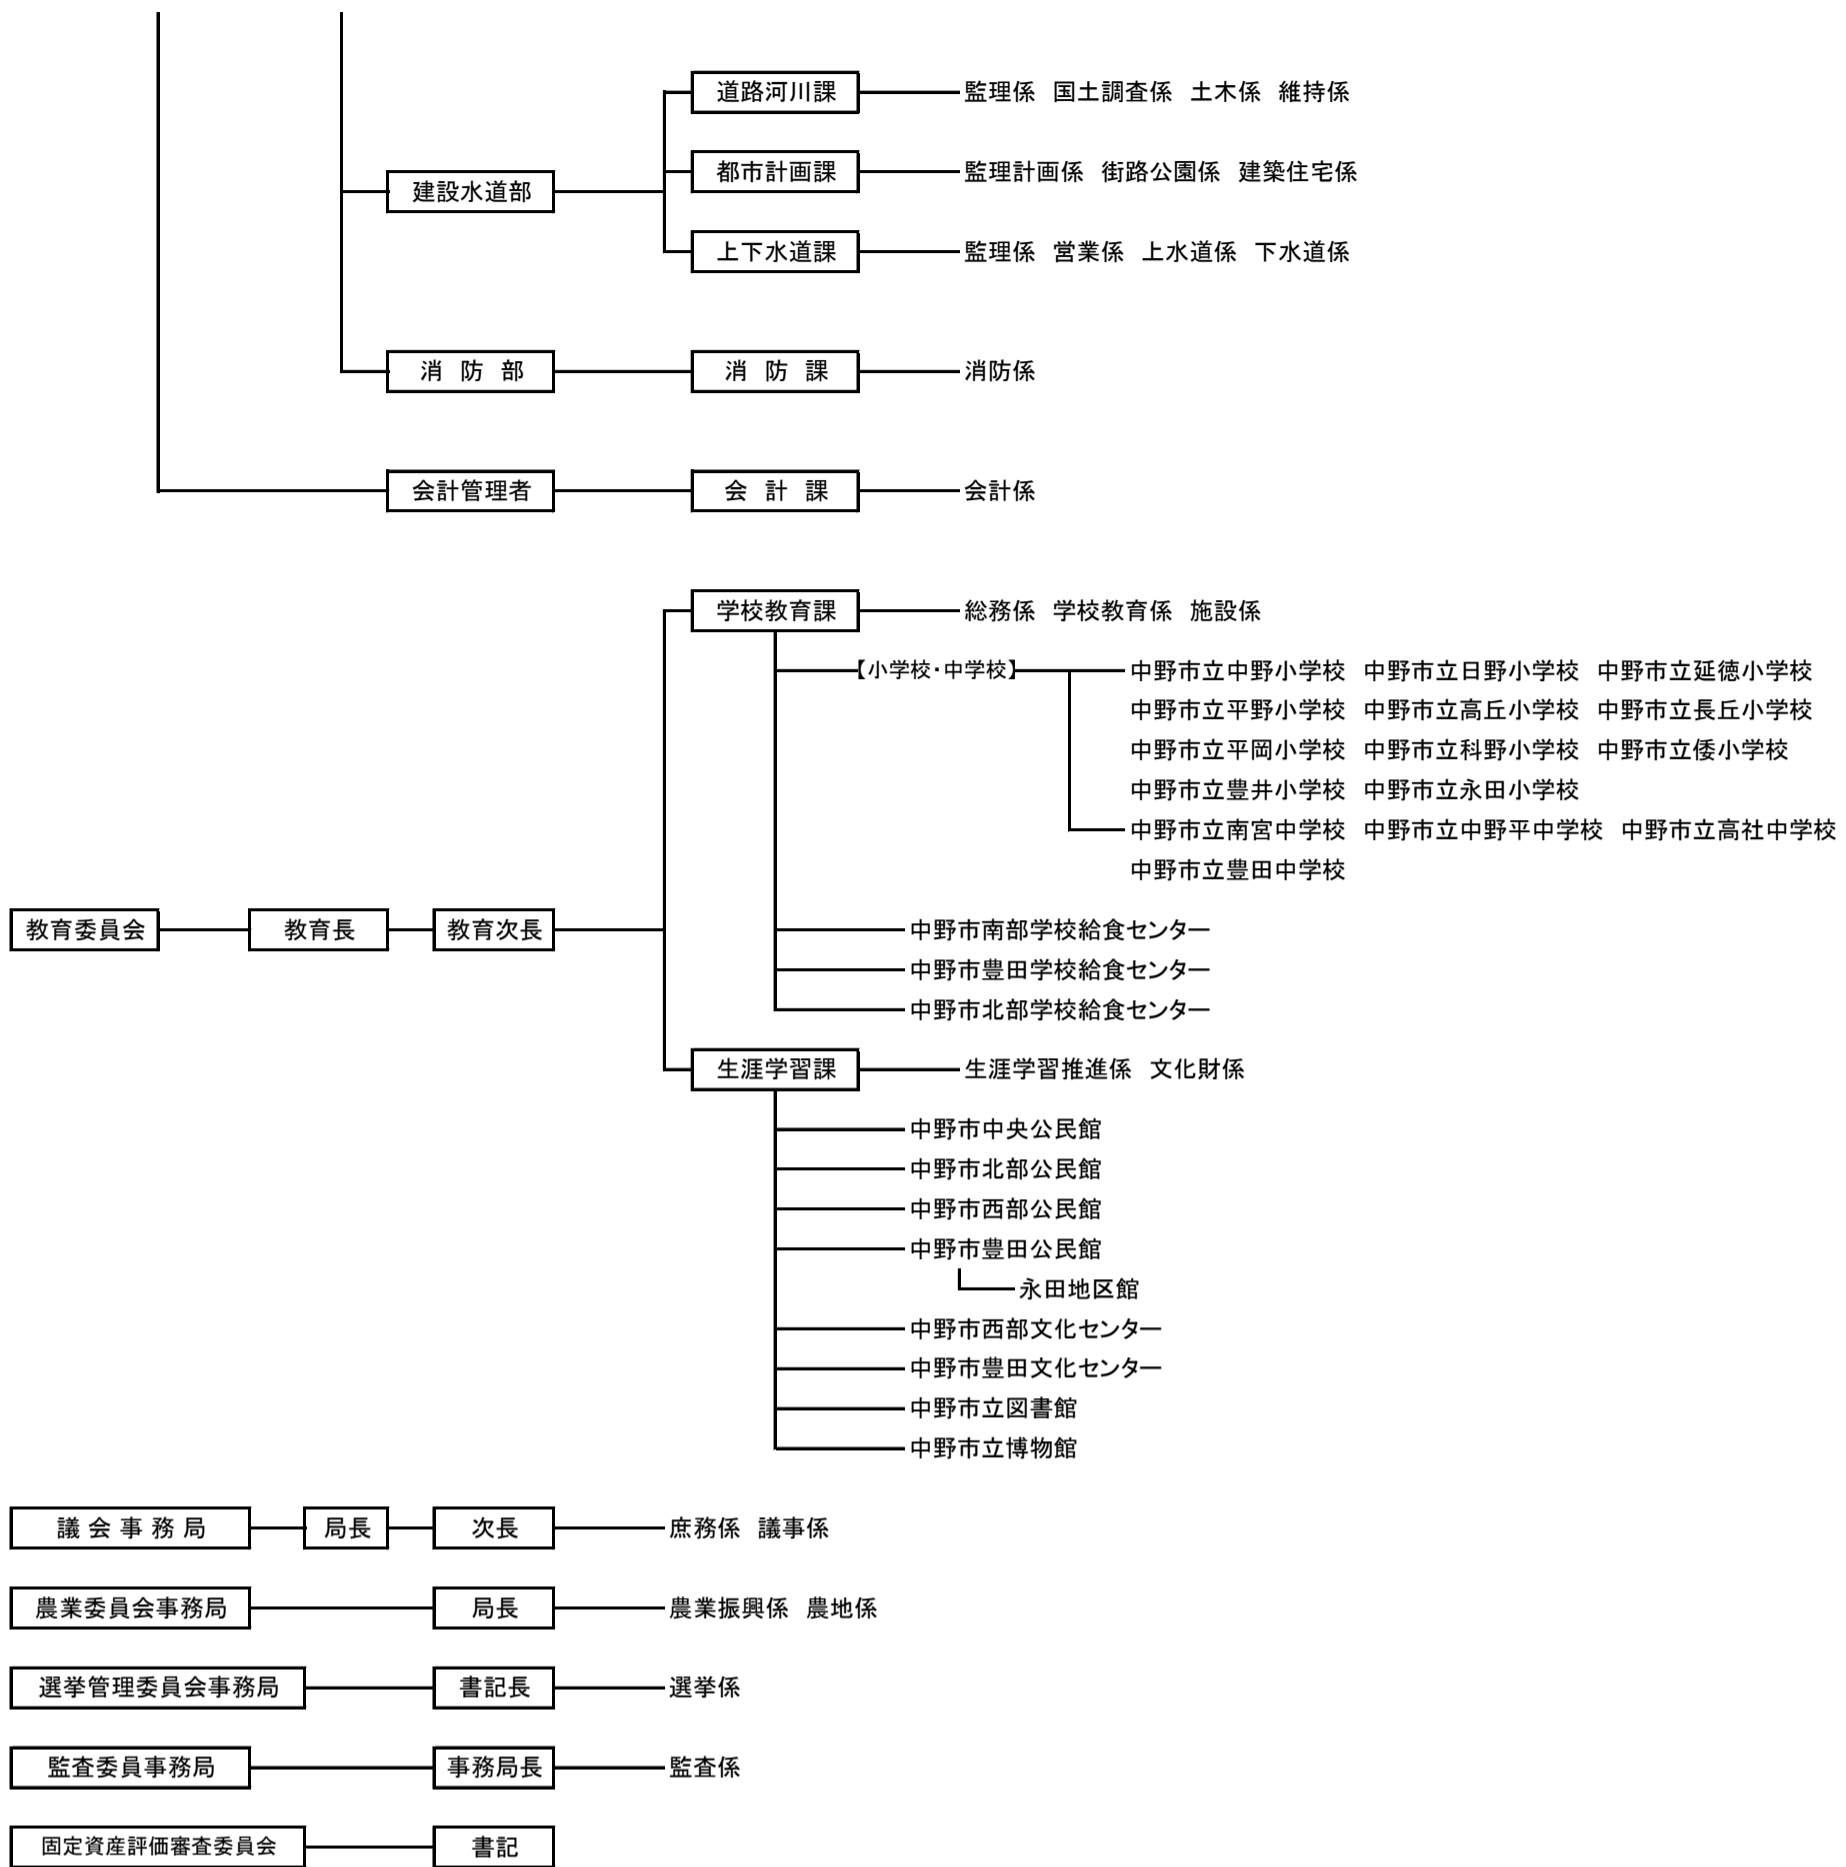 道路河川課 監理係 国土調査係 土木係 維持係
都市計画課 監理計画係 街路公園係 建築住宅係
建設水道部
上下水道課 監理係 営業係 上水道係 下水道係
消防部 消防課 消防係
会計管理者 会計課 会計係
学校教育課 総務係 学校教育係 施設係
【小学校・中学校】 中野市立中野小学校 中野市立日野小学校 中野市立延徳小学校
中野市立平野小学校 中野市立高丘小学校 中野市立長丘小学校
中野市立平岡小学校 中野市立科野小学校 中野市立倭小学校
中野市立豊井小学校 中野市立永田小学校
中野市立南宮中学校 中野市立中野平中学校 中野市立高社中学校
中野市立豊田中学校
教育委員会 教育長 教育次長 中野市南部学校給食センター
中野市豊田学校給食センター
中野市北部学校給食センター
生涯学習課 生涯学習推進係 文化財係
中野市中央公民館
中野市北部公民館
中野市西部公民館
中野市豊田公民館
永田地区館
中野市西部文化センター
中野市豊田文化センター
中野市立図書館
中野市立博物館
議会事務局 局長 次長 庶務係 議事係
農業委員会事務局 局長 農業振興係 農地係
選挙管理委員会事務局 書記長 選挙係
監査委員事務局 事務局長 監査係
固定資産評価審査委員会 書記